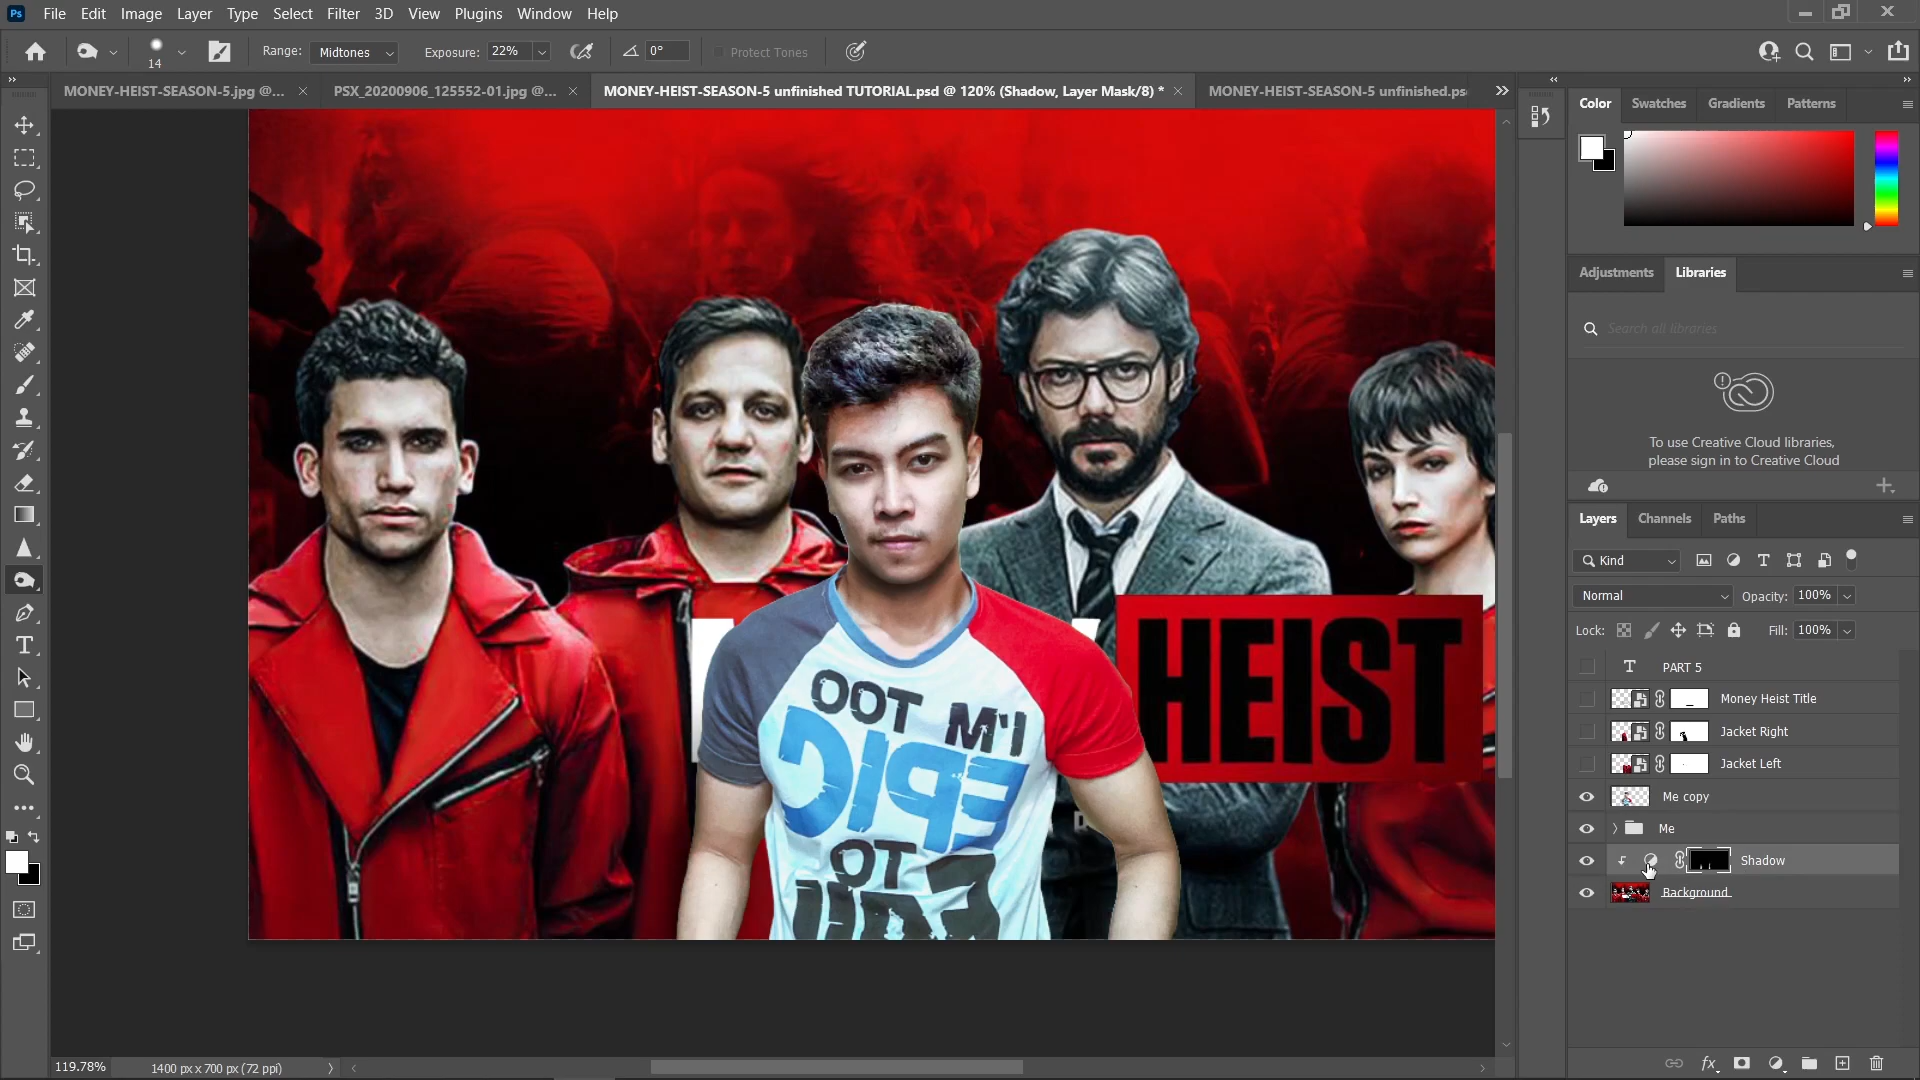 Ps File Edit Image Layer Type Select Filter 3D View Plugins Window Help
14 Range: Midtones Exposure: 22% 0° Protect Tones
MONEY-HEIST-SEASON-5.jpg @... × PSX_20200906_125552-01.jpg @... × MONEY-HEIST-SEASON-5 unfinished TUTORIAL.psd @ 120% (Shadow, Layer Mask/8) * × MONEY-HEIST-SEASON-5 unfinished.ps
Color Swatches Gradients Patterns
Adjustments Libraries
Search all libraries
To use Creative Cloud libraries,
please sign in to Creative Cloud
Layers Channels Paths
Kind
Normal Opacity: 100%
Lock: Fill: 100%
PART 5
Money Heist Title
Jacket Right
Jacket Left
Me copy
Me
Shadow
Background
HEIST
I'M TOO
EPIC
TO
FAIL
119.78% 1400 px x 700 px (72 ppi)